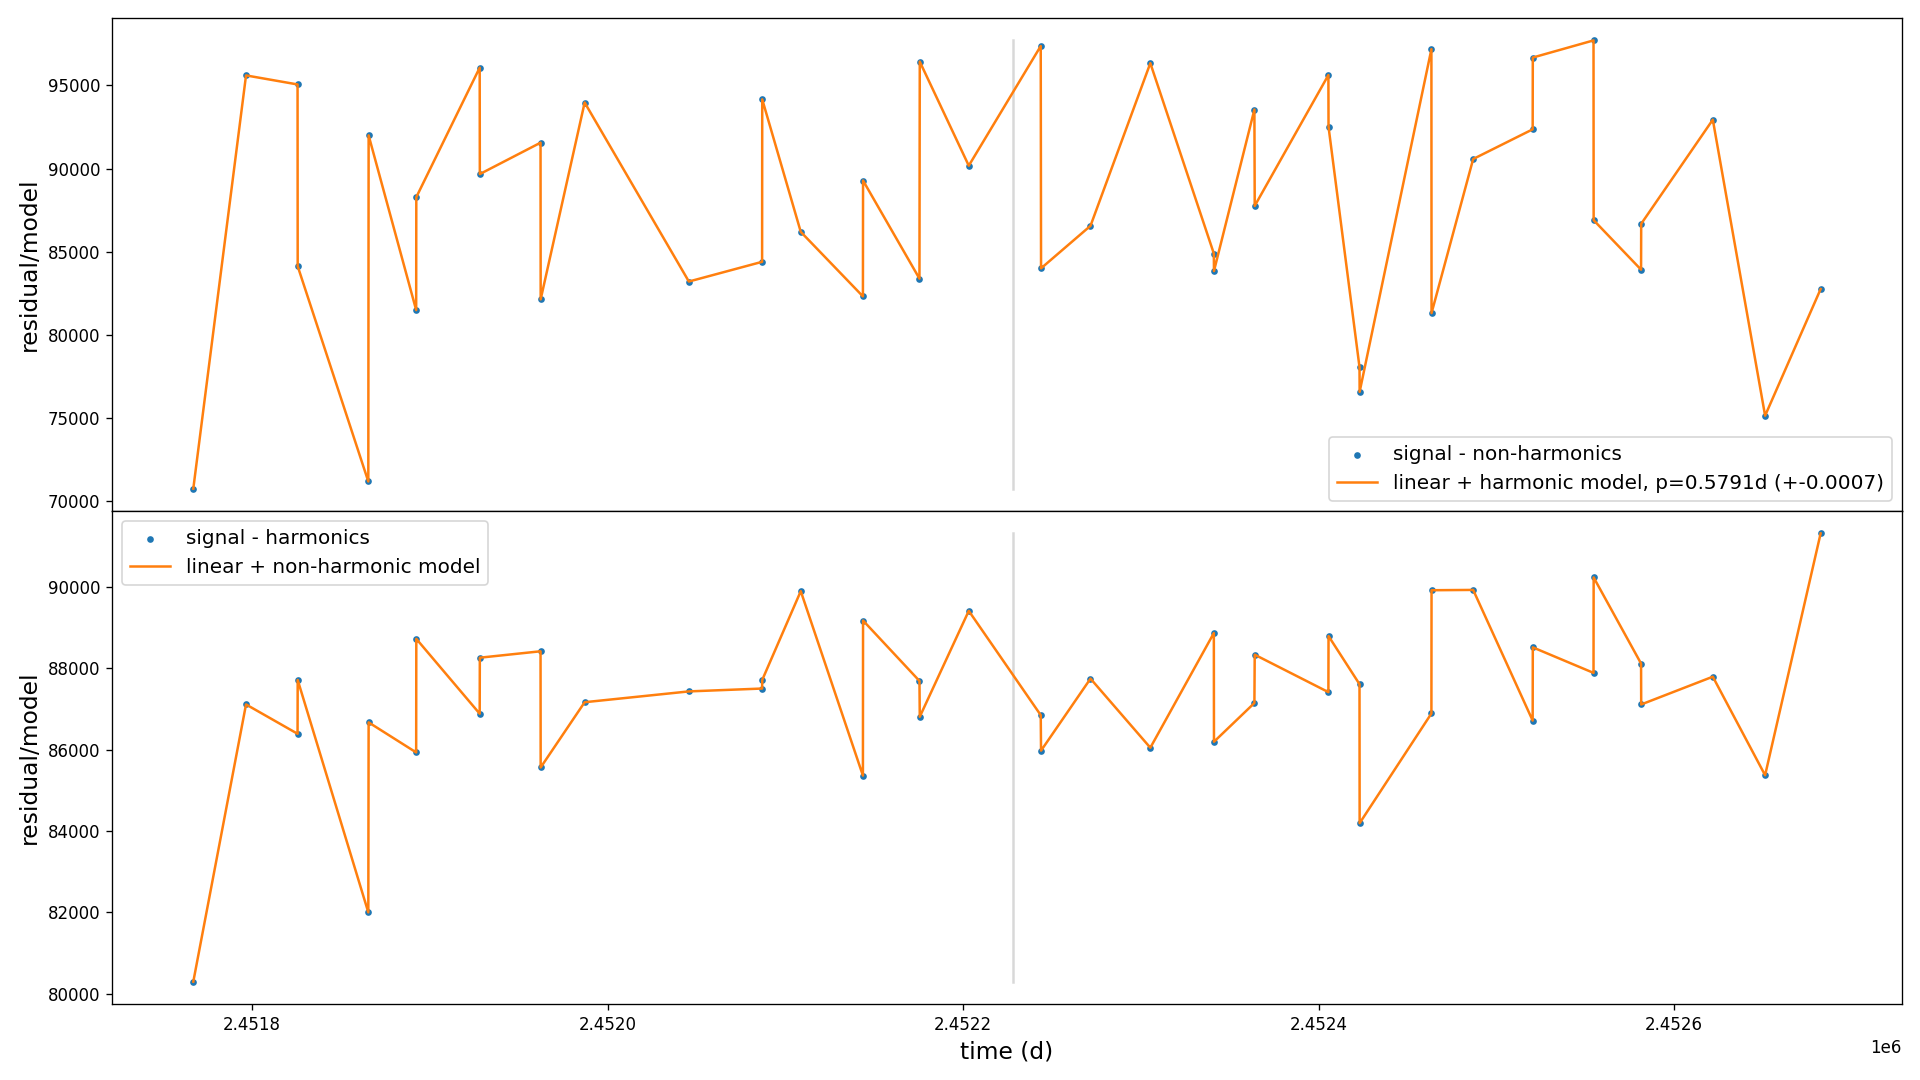 residual/model
95000
90000
85000
80000
75000
70000
signal - non-harmonics
linear + harmonic model, p=0.5791d (+-0.0007)
residual/model
90000
88000
86000
84000
82000
80000
signal - harmonics
linear + non-harmonic model
2.4518 2.4520 2.4522 2.4524 2.4526
time (d)
1e6